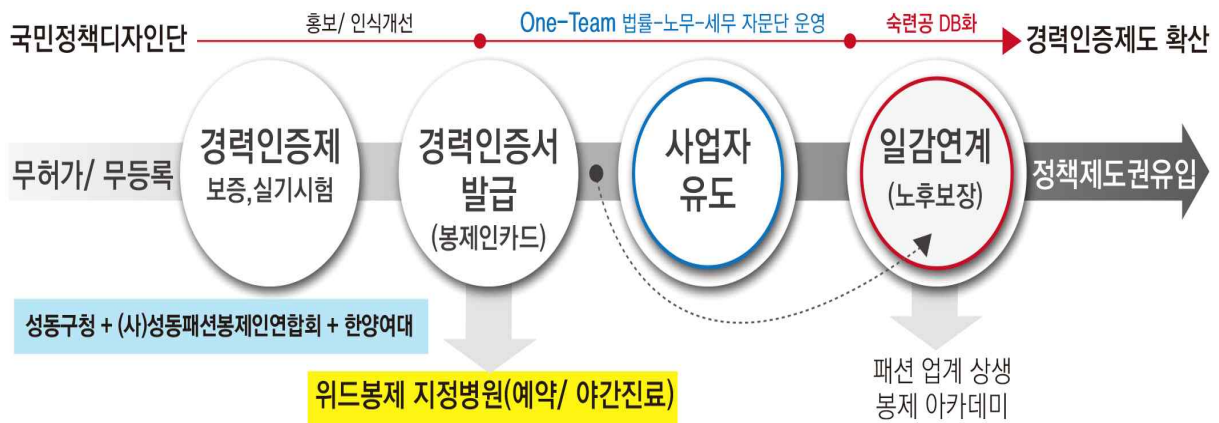 국민정책디자인단
홍보/ 인식개선
One-Team 법률-노무-세무 자문단 운영
숙련공 DB화
경력인증제도 확산
무허가/ 무등록
경력인증제
보증,실기시험
경력인증서
발급
(봉제인카드)
사업자
유도
일감연계
(노후보장)
정책제도권유입
성동구청 + (사)성동패션봉제인연합회 + 한양여대
위드봉제 지정병원(예약/ 야간진료)
패션 업계 상생
봉제 아카데미